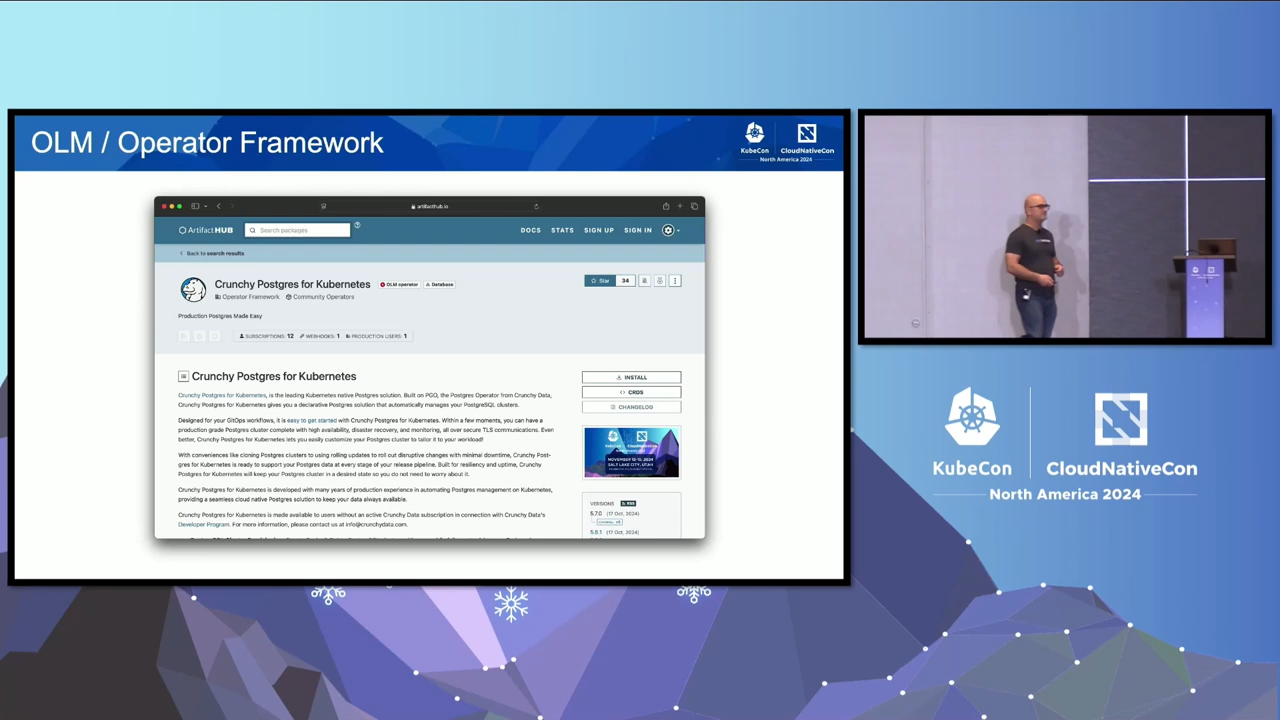 OLM / Operator Framework
KubeCon
CloudNativeCon
North America 2024
artifacthub.io
Artifact HUB
Search packages
DOCS
STATS
SIGN UP
SIGN IN
Back to search results
Crunchy Postgres for Kubernetes
OLM operator
Database
Star
34
Operator Framework
Community Operators
Production Postgres Made Easy
SUBSCRIPTIONS: 12
WEBHOOKS: 1
PRODUCTION USERS: 1
Crunchy Postgres for Kubernetes
Crunchy Postgres for Kubernetes, is the leading Kubernetes native Postgres solution. Built on PGO, the Postgres Operator from Crunchy Data,
Crunchy Postgres for Kubernetes gives you a declarative Postgres solution that automatically manages your PostgreSQL clusters.
Designed for your GitOps workflows, it is easy to get started with Crunchy Postgres for Kubernetes. Within a few moments, you can have a
production grade Postgres cluster complete with high availability, disaster recovery, and monitoring, all over secure TLS communications. Even
better, Crunchy Postgres for Kubernetes lets you easily customize your Postgres cluster to tailor it to your workload!
With conveniences like cloning Postgres clusters to using rolling updates to roll out disruptive changes with minimal downtime, Crunchy Post-
gres for Kubernetes is ready to support your Postgres data at every stage of your release pipeline. Built for resiliency and uptime, Crunchy
Postgres for Kubernetes will keep your Postgres cluster in a desired state so you do not need to worry about it.
Crunchy Postgres for Kubernetes is developed with many years of production experience in automating Postgres management on Kubernetes,
providing a seamless cloud native Postgres solution to keep your data always available.
Crunchy Postgres for Kubernetes is made available to users without an active Crunchy Data subscription in connection with Crunchy Data's
Developer Program. For more information, please contact us at info@crunchydata.com.
INSTALL
CRDS
CHANGELOG
NOVEMBER 12-15, 2024
SALT LAKE CITY, UTAH
VERSIONS
RSS
5.7.0 (17 Oct, 2024)
5.6.1 (17 Oct, 2024)
KubeCon
CloudNativeCon
North America 2024